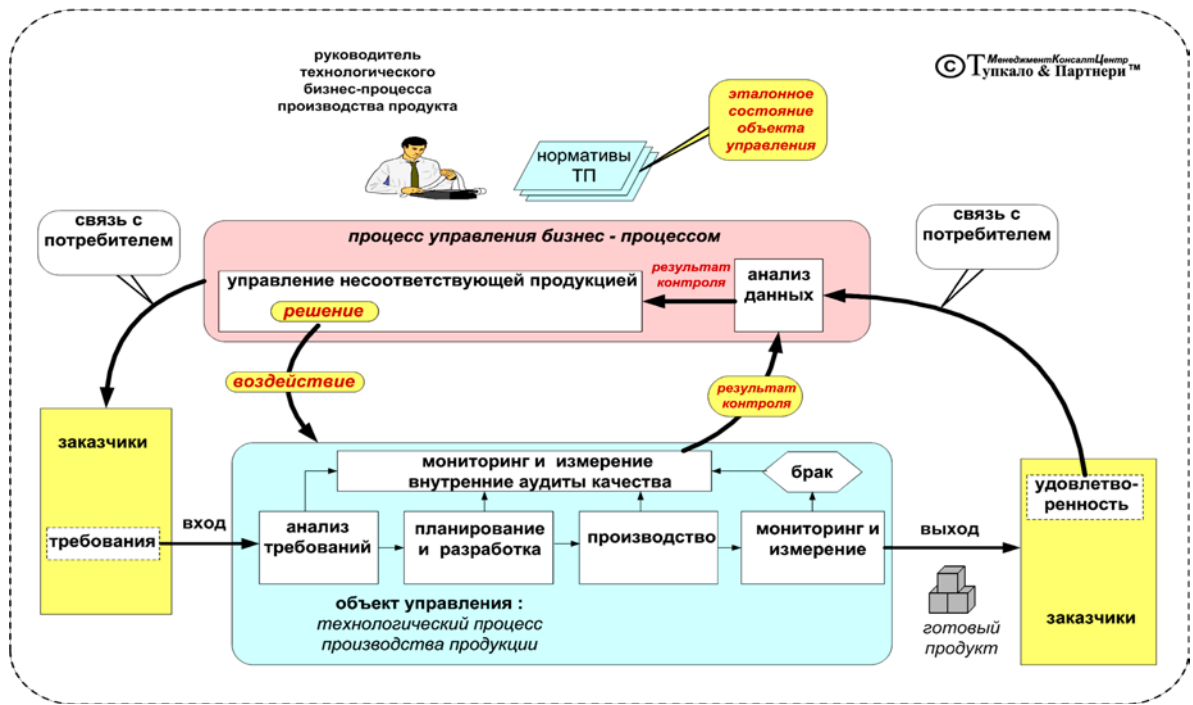 руководитель
технологического
бизнес-процесса
производства продукта
МенеджментКонсалтЦентр
© Тупкало & Партнери™
эталонное
состояние
объекта
управления
нормативы
ТП
связь с
потребителем
связь с
потребителем
процесс управления бизнес - процессом
управление несоответствующей продукцией
решение
результат
контроля
анализ
данных
воздействие
результат
контроля
заказчики
требования
вход
мониторинг и измерение
внутренние аудиты качества
брак
анализ
требований
планирование
и разработка
производство
мониторинг и
измерение
объект управления :
технологический процесс
производства продукции
выход
готовый
продукт
удовлетво-
ренность
заказчики